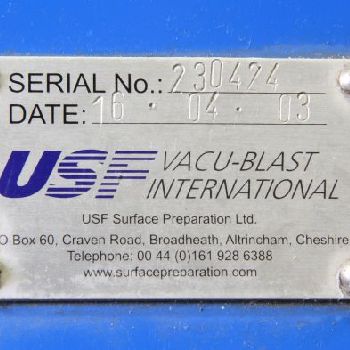 SERIAL No.: 230424
DATE: 16 · 04 · 03
USF VACU-BLAST
INTERNATIONAL
USF Surface Preparation Ltd.
O Box 60, Craven Road, Broadheath, Altrincham, Cheshire
Telephone: 00 44 (0)161 928 6388
www.surfacepreparation.com